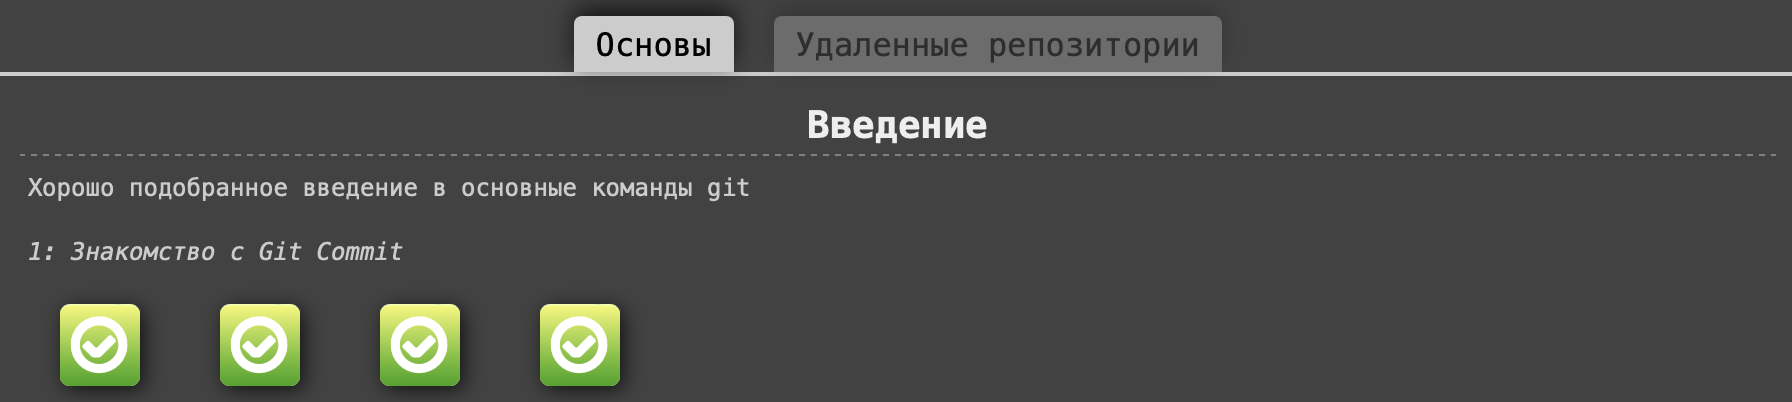 Основы
Удаленные репозитории
Введение
Хорошо подобранное введение в основные команды git
1: Знакомство с Git Commit